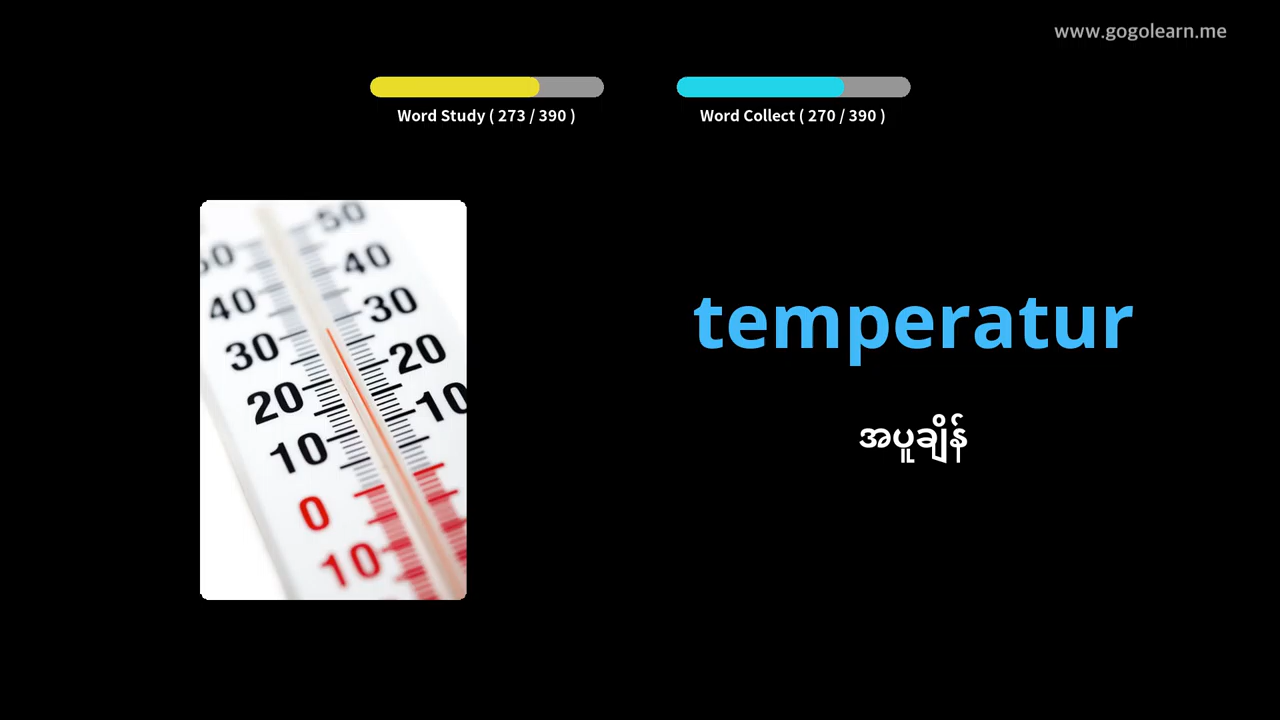 www.gogolearn.me
Word Study ( 273 / 390 )
Word Collect ( 270 / 390 )
50
40
40
30
30
20
20
10
10
0
10
temperatur
အပူချိန်